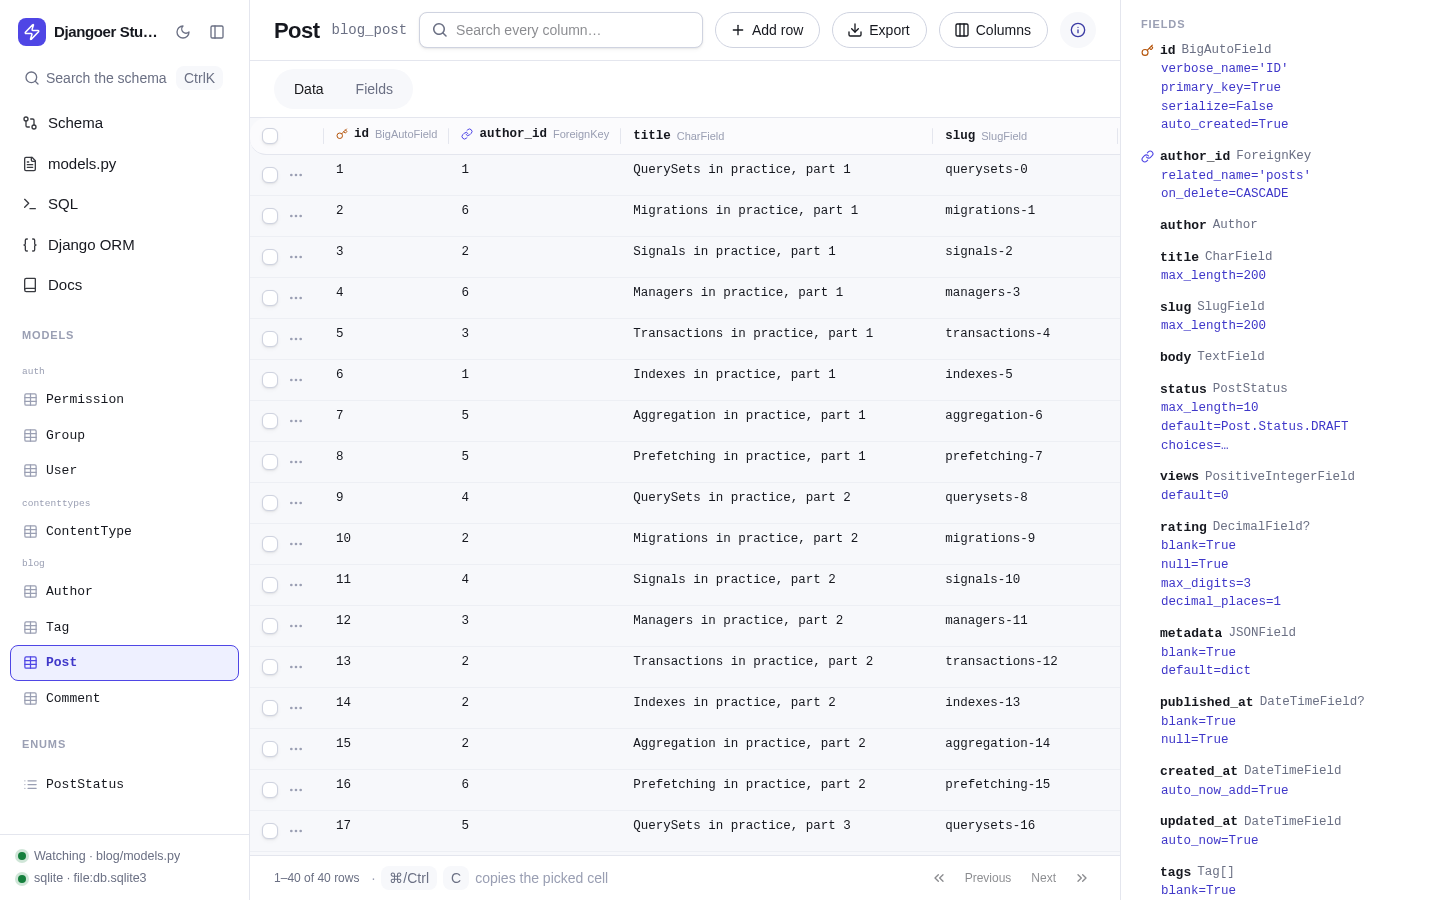 Djangoer Stu…
Search the schema CtrlK
Schema
models.py
SQL
Django ORM
Docs
MODELS
auth
Permission
Group
User
contenttypes
ContentType
blog
Author
Tag
Post
Comment
ENUMS
PostStatus
Watching · blog/models.py
sqlite · file:db.sqlite3
Post blog_post Search every column… Add row Export Columns
Data Fields
id BigAutoField author_id ForeignKey title CharField slug SlugField
1 1 QuerySets in practice, part 1 querysets-0
2 6 Migrations in practice, part 1 migrations-1
3 2 Signals in practice, part 1 signals-2
4 6 Managers in practice, part 1 managers-3
5 3 Transactions in practice, part 1 transactions-4
6 1 Indexes in practice, part 1 indexes-5
7 5 Aggregation in practice, part 1 aggregation-6
8 5 Prefetching in practice, part 1 prefetching-7
9 4 QuerySets in practice, part 2 querysets-8
10 2 Migrations in practice, part 2 migrations-9
11 4 Signals in practice, part 2 signals-10
12 3 Managers in practice, part 2 managers-11
13 2 Transactions in practice, part 2 transactions-12
14 2 Indexes in practice, part 2 indexes-13
15 2 Aggregation in practice, part 2 aggregation-14
16 6 Prefetching in practice, part 2 prefetching-15
17 5 QuerySets in practice, part 3 querysets-16
1–40 of 40 rows · ⌘/Ctrl C copies the picked cell Previous Next
FIELDS
id BigAutoField
verbose_name='ID'
primary_key=True
serialize=False
auto_created=True
author_id ForeignKey
related_name='posts'
on_delete=CASCADE
author Author
title CharField
max_length=200
slug SlugField
max_length=200
body TextField
status PostStatus
max_length=10
default=Post.Status.DRAFT
choices=…
views PositiveIntegerField
default=0
rating DecimalField?
blank=True
null=True
max_digits=3
decimal_places=1
metadata JSONField
blank=True
default=dict
published_at DateTimeField?
blank=True
null=True
created_at DateTimeField
auto_now_add=True
updated_at DateTimeField
auto_now=True
tags Tag[]
blank=True